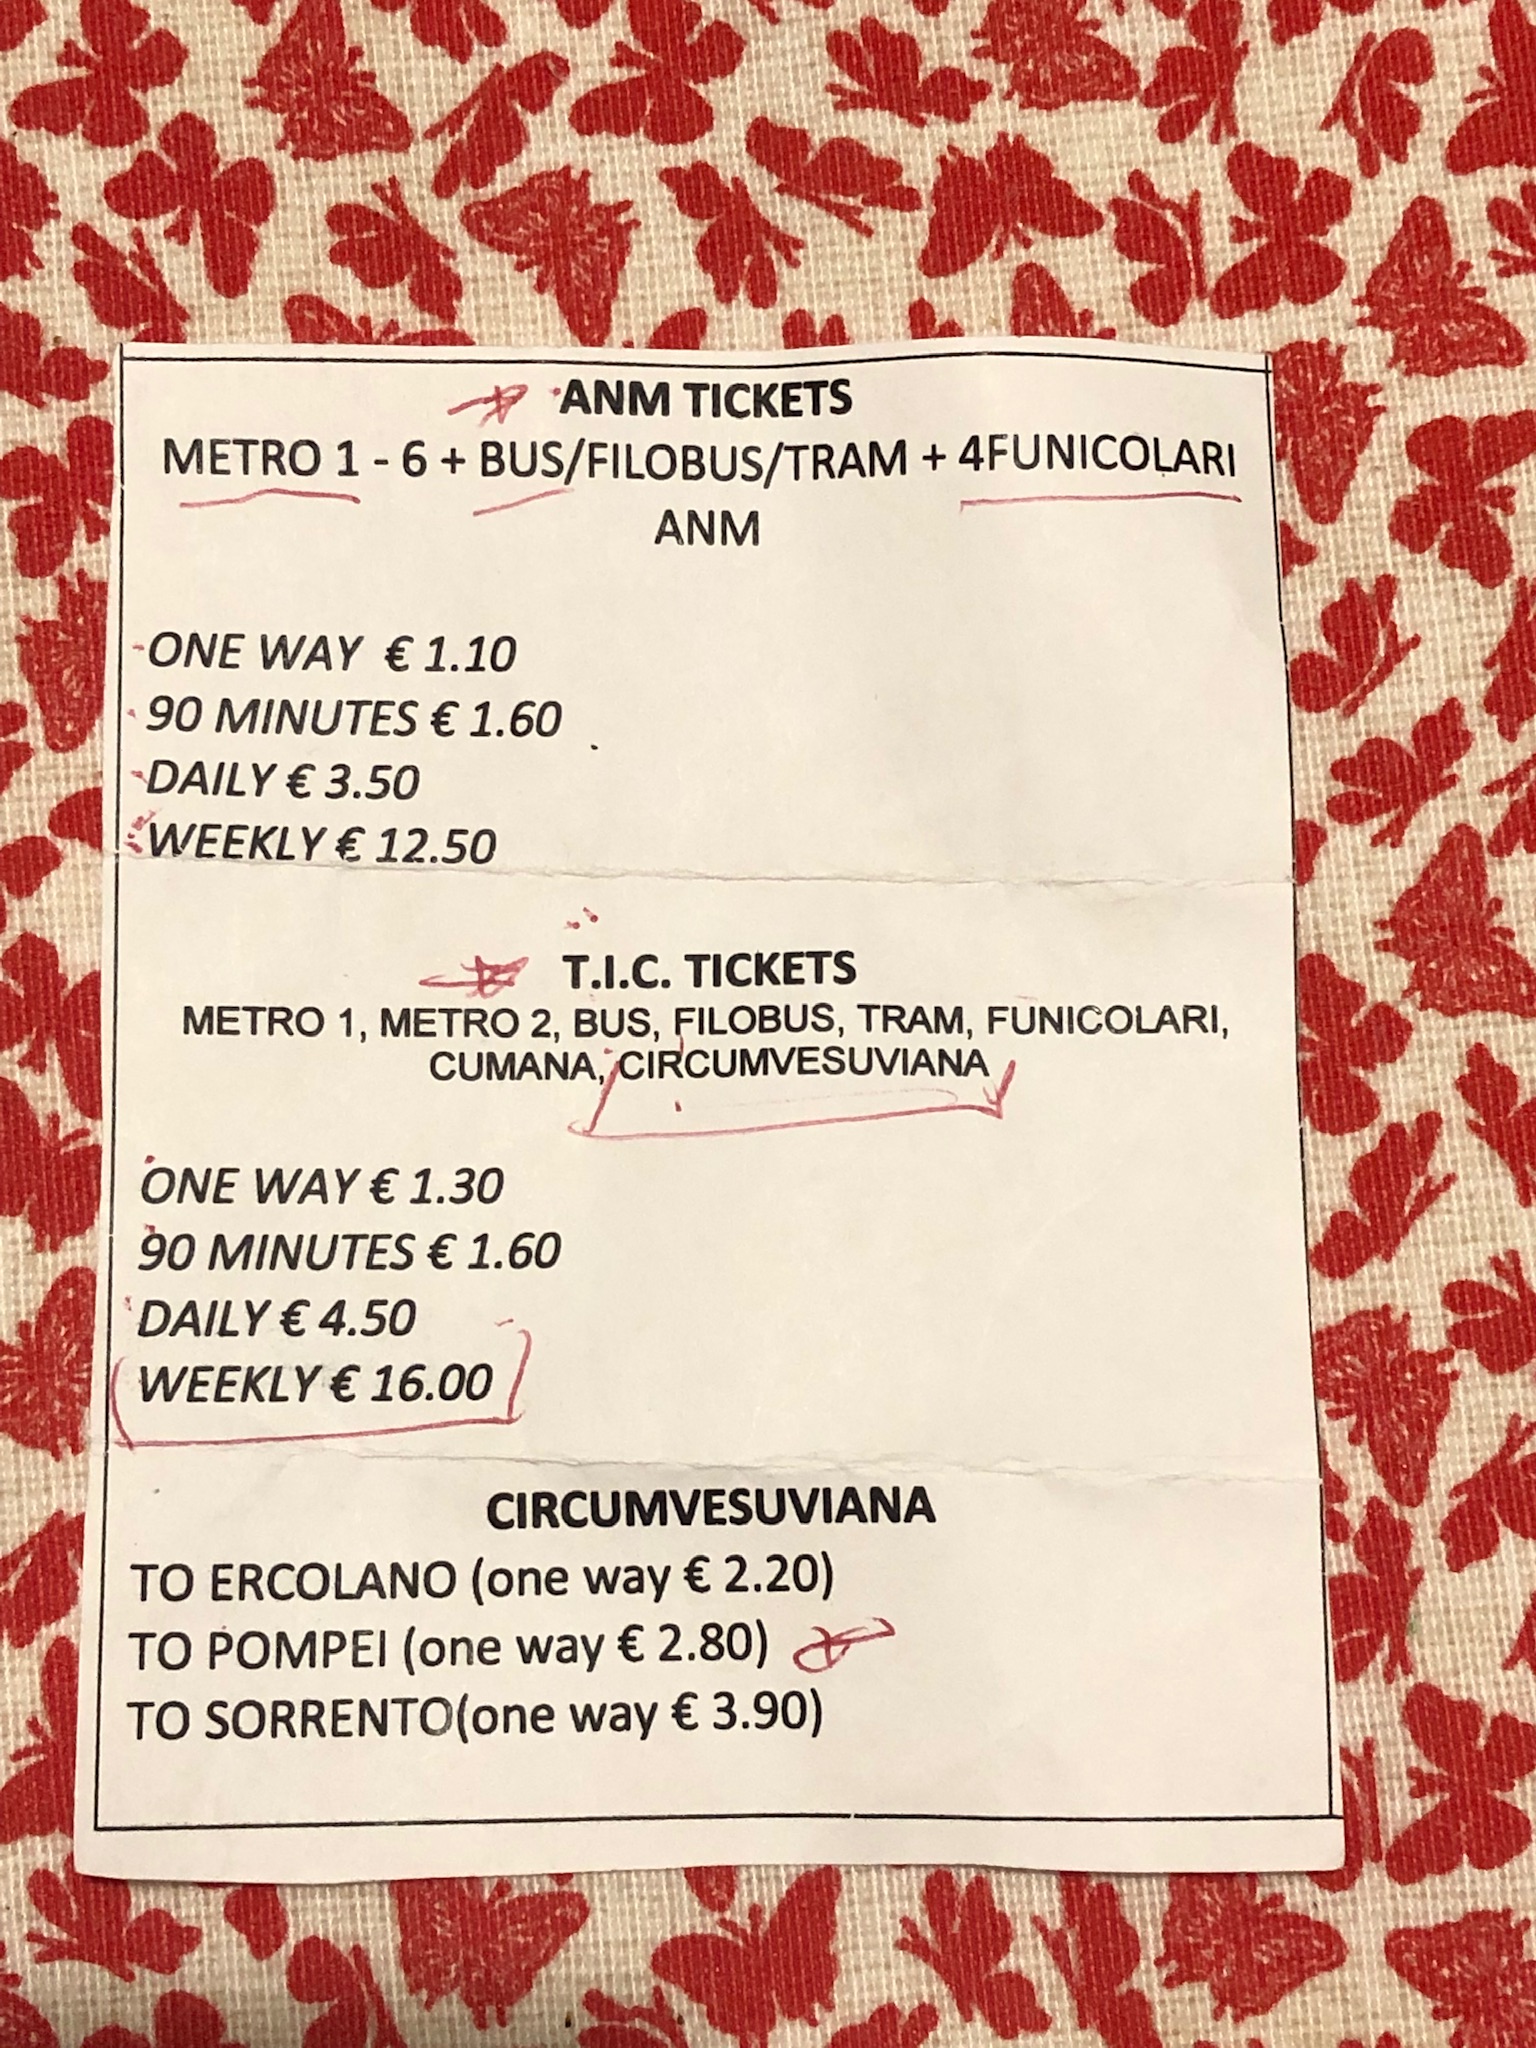 ANM TICKETS
METRO 1 - 6 + BUS/FILOBUS/TRAM + 4FUNICOLARI
ANM
ONE WAY € 1.10
90 MINUTES € 1.60
DAILY € 3.50
WEEKLY € 12.50
T.I.C. TICKETS
METRO 1, METRO 2, BUS, FILOBUS, TRAM, FUNICOLARI,
CUMANA, CIRCUMVESUVIANA
ONE WAY € 1.30
90 MINUTES € 1.60
DAILY € 4.50
WEEKLY € 16.00
CIRCUMVESUVIANA
TO ERCOLANO (one way € 2.20)
TO POMPEI (one way € 2.80)
TO SORRENTO(one way € 3.90)